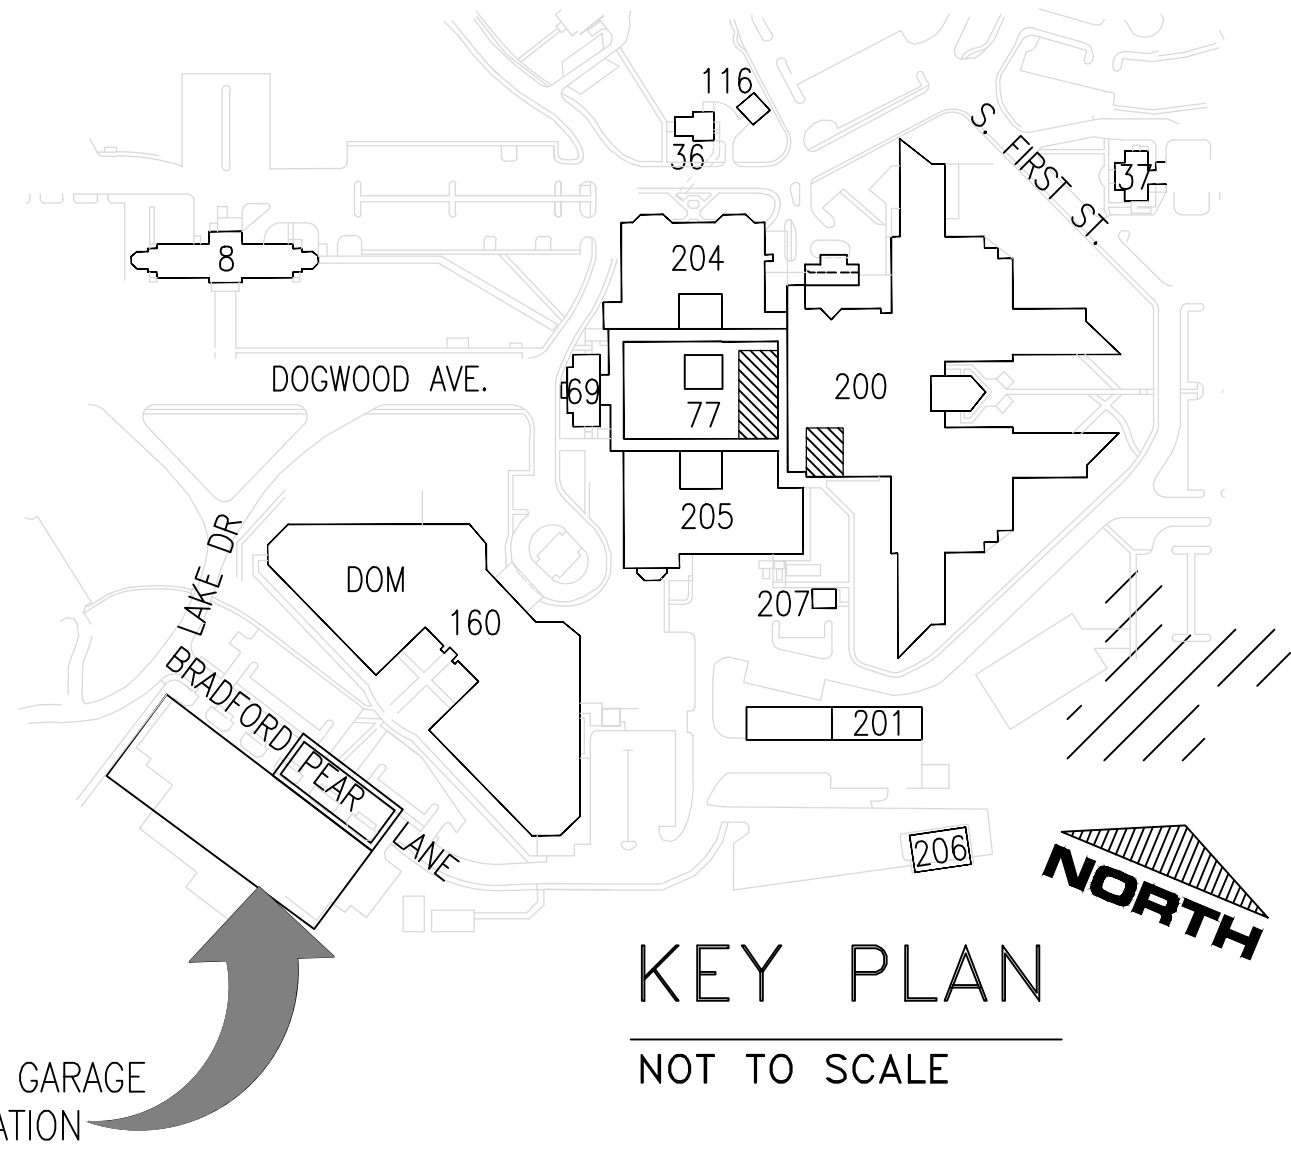 116
36
S. FIRST ST.
37
204
8
DOGWOOD AVE.
69
77
200
205
LAKE DR
DOM
160
207
BRADFORD LANE
PEAR
201
206
NORTH
KEY PLAN
NOT TO SCALE
GARAGE